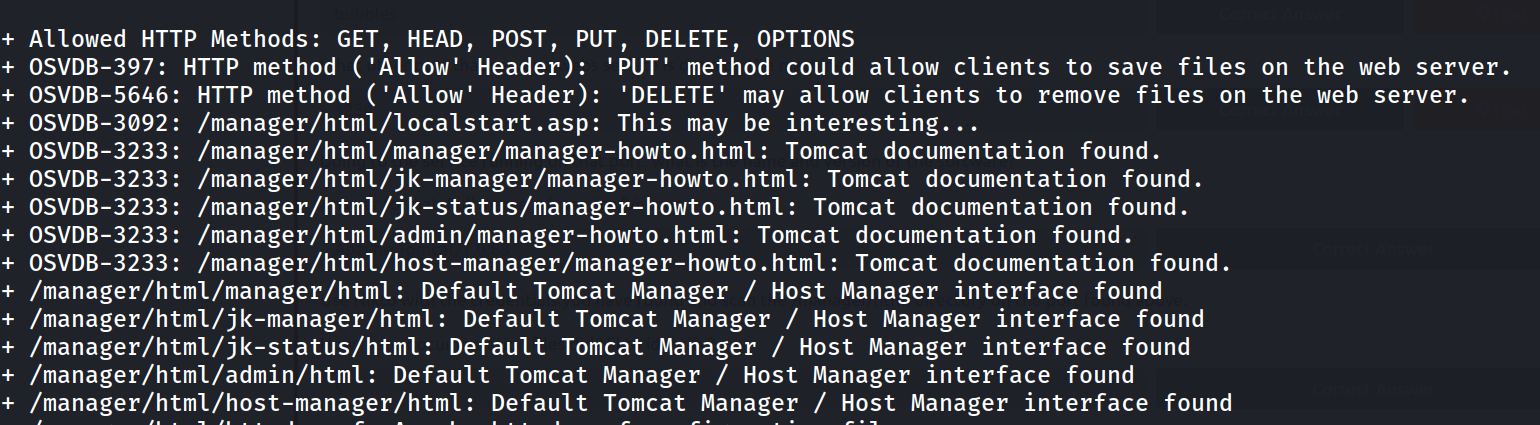 + Allowed HTTP Methods: GET, HEAD, POST, PUT, DELETE, OPTIONS
+ OSVDB-397: HTTP method ('Allow' Header): 'PUT' method could allow clients to save files on the web server.
+ OSVDB-5646: HTTP method ('Allow' Header): 'DELETE' may allow clients to remove files on the web server.
+ OSVDB-3092: /manager/html/localstart.asp: This may be interesting...
+ OSVDB-3233: /manager/html/manager/manager-howto.html: Tomcat documentation found.
+ OSVDB-3233: /manager/html/jk-manager/manager-howto.html: Tomcat documentation found.
+ OSVDB-3233: /manager/html/jk-status/manager-howto.html: Tomcat documentation found.
+ OSVDB-3233: /manager/html/admin/manager-howto.html: Tomcat documentation found.
+ OSVDB-3233: /manager/html/host-manager/manager-howto.html: Tomcat documentation found.
+ /manager/html/manager/html: Default Tomcat Manager / Host Manager interface found
+ /manager/html/jk-manager/html: Default Tomcat Manager / Host Manager interface found
+ /manager/html/jk-status/html: Default Tomcat Manager / Host Manager interface found
+ /manager/html/admin/html: Default Tomcat Manager / Host Manager interface found
+ /manager/html/host-manager/html: Default Tomcat Manager / Host Manager interface found